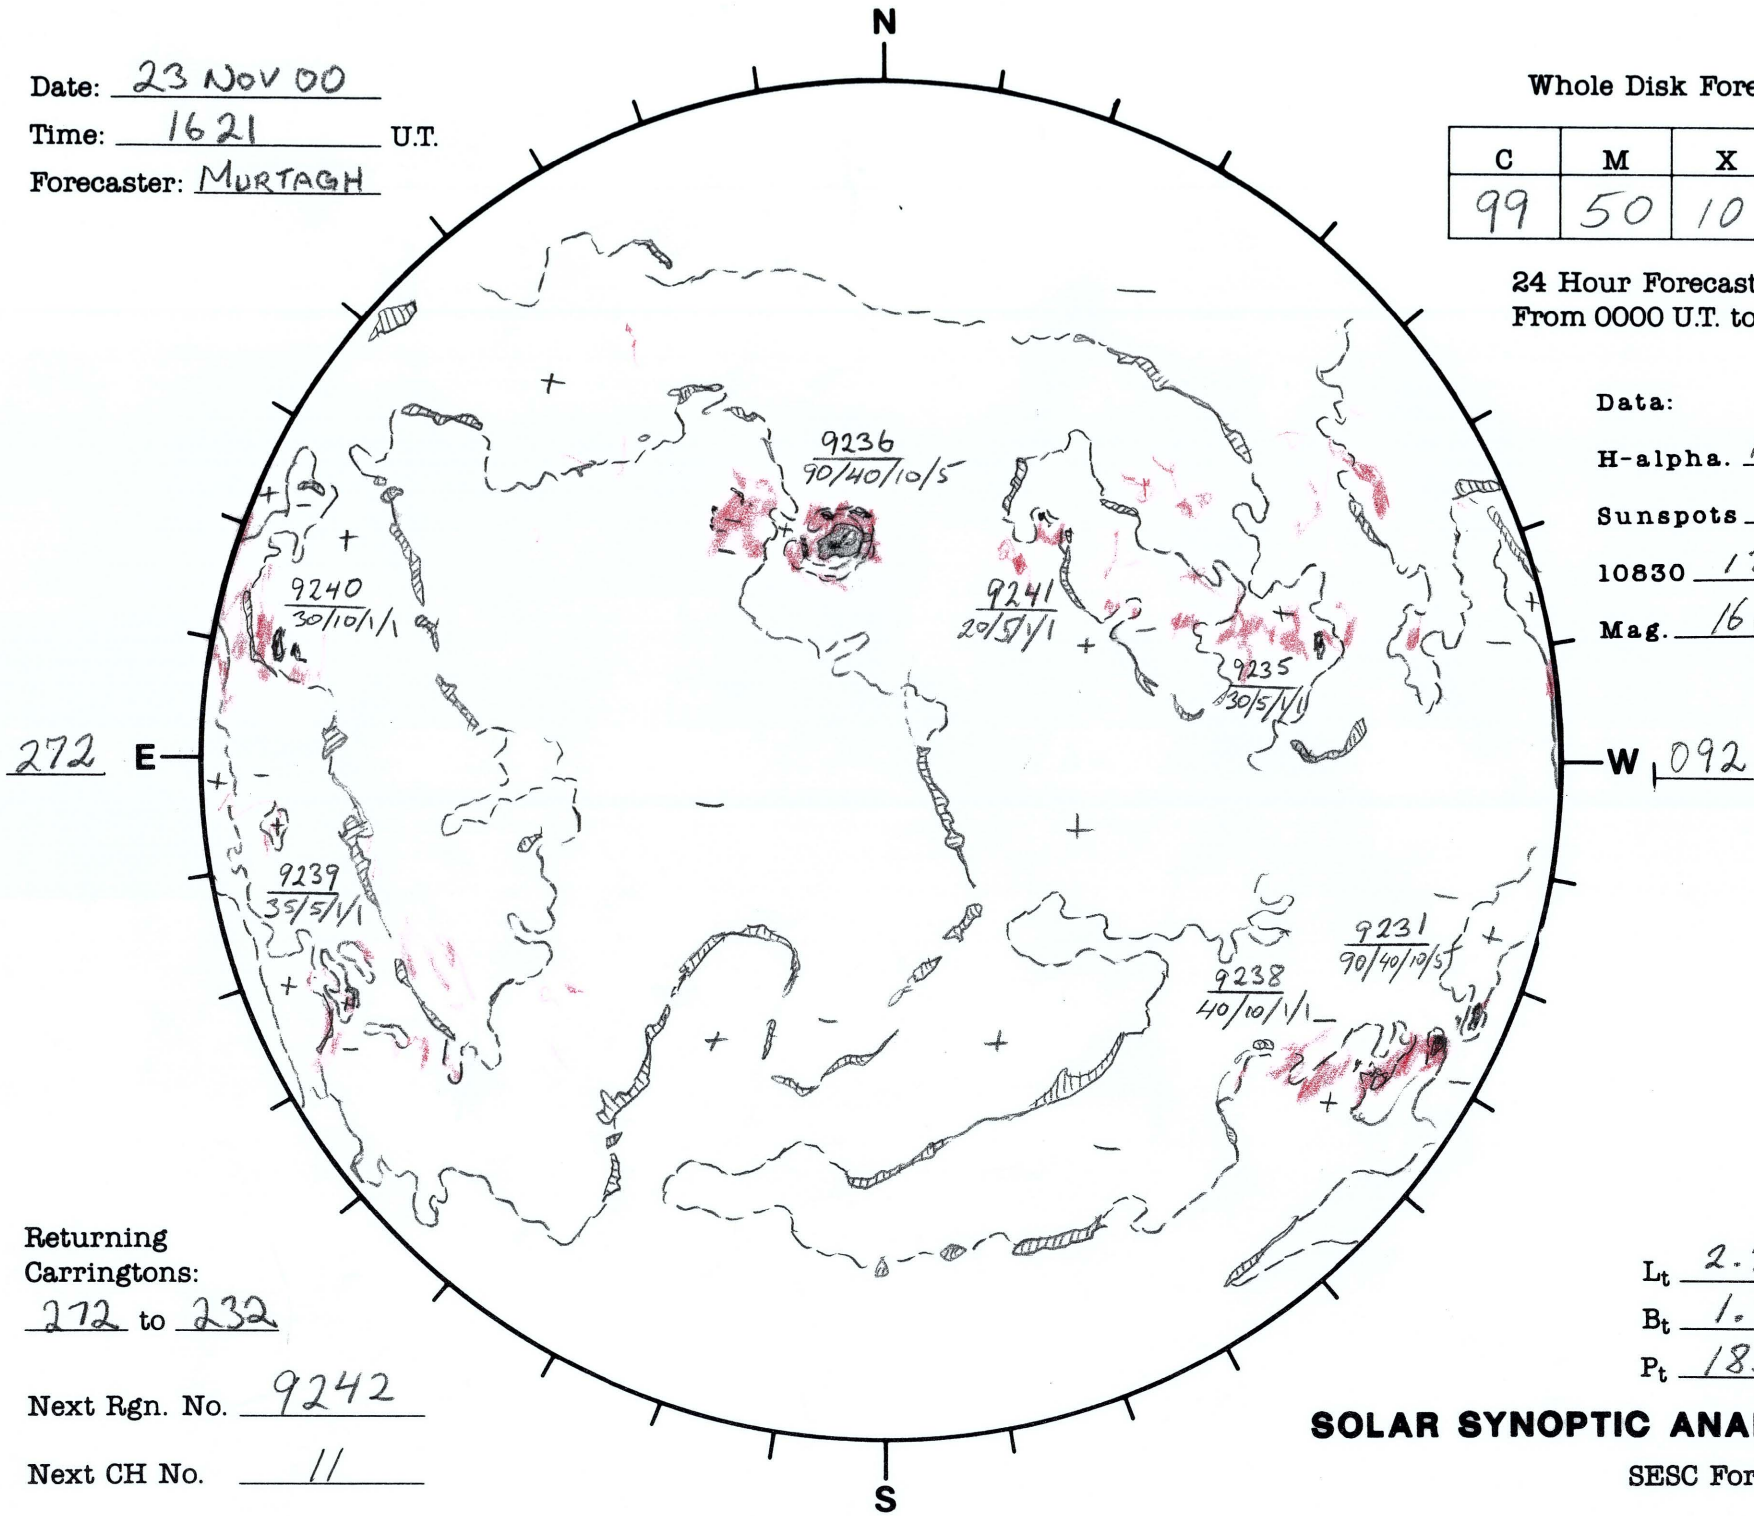 N
Date: 23 NOV 00
Time: 1621 U.T.
Forecaster: MURTAGH
Whole Disk Fore
C M X
99 50 10
24 Hour Forecast
From 0000 U.T. to
Data:
H-alpha.
Sunspots
10830
Mag. 16
9236
90/40/10/5
9240
30/10/1/1
9241
20/5/1/1
9235
30/5/1/1
272 E
W 092
9239
35/5/1/1
9231
90/40/10/5
9238
40/10/1/1
Returning
Carringtons:
272 to 232
Next Rgn. No. 9242
Next CH No. 11
Lt 2.
Bt 1.
Pt 18.
SOLAR SYNOPTIC ANA
SESC For
S